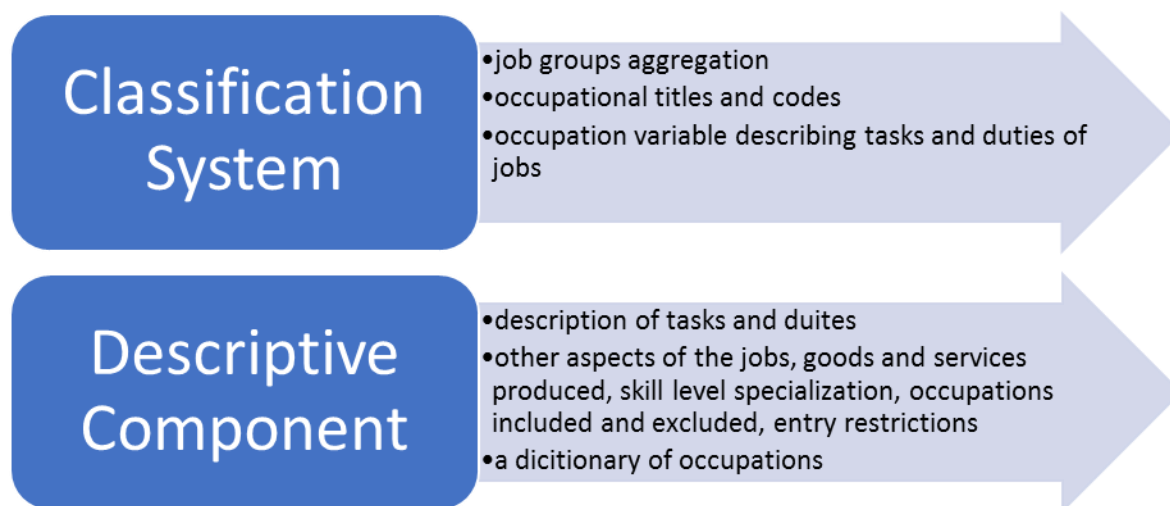 Classification
System
•job groups aggregation
•occupational titles and codes
•occupation variable describing tasks and duties of
jobs
Descriptive
Component
•description of tasks and duites
•other aspects of the jobs, goods and services
produced, skill level specialization, occupations
included and excluded, entry restrictions
•a dicitionary of occupations